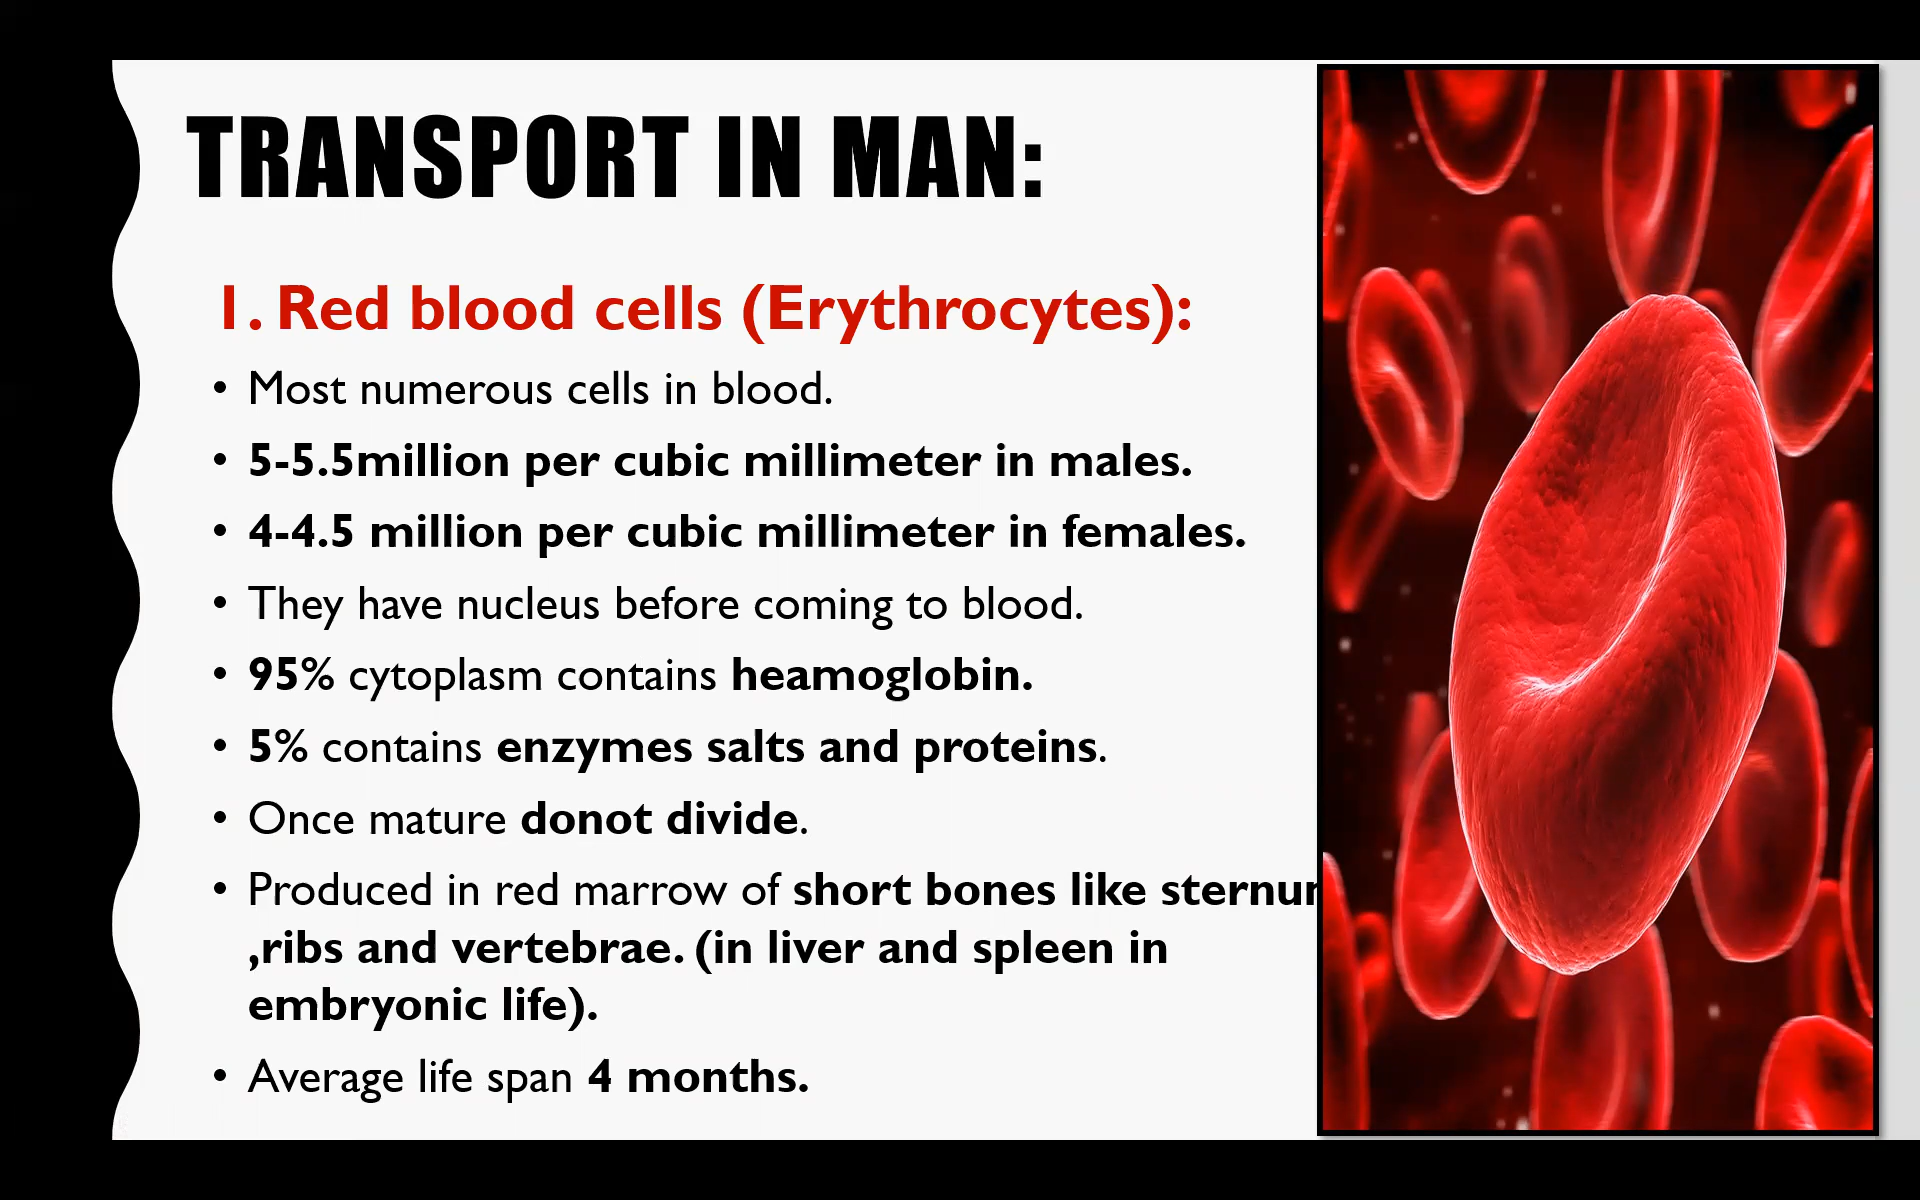 TRANSPORT IN MAN:
1. Red blood cells (Erythrocytes):
• Most numerous cells in blood.
• 5-5.5million per cubic millimeter in males.
• 4-4.5 million per cubic millimeter in females.
• They have nucleus before coming to blood.
• 95% cytoplasm contains heamoglobin.
• 5% contains enzymes salts and proteins.
• Once mature donot divide.
• Produced in red marrow of short bones like sternum
,ribs and vertebrae. (in liver and spleen in
embryonic life).
• Average life span 4 months.